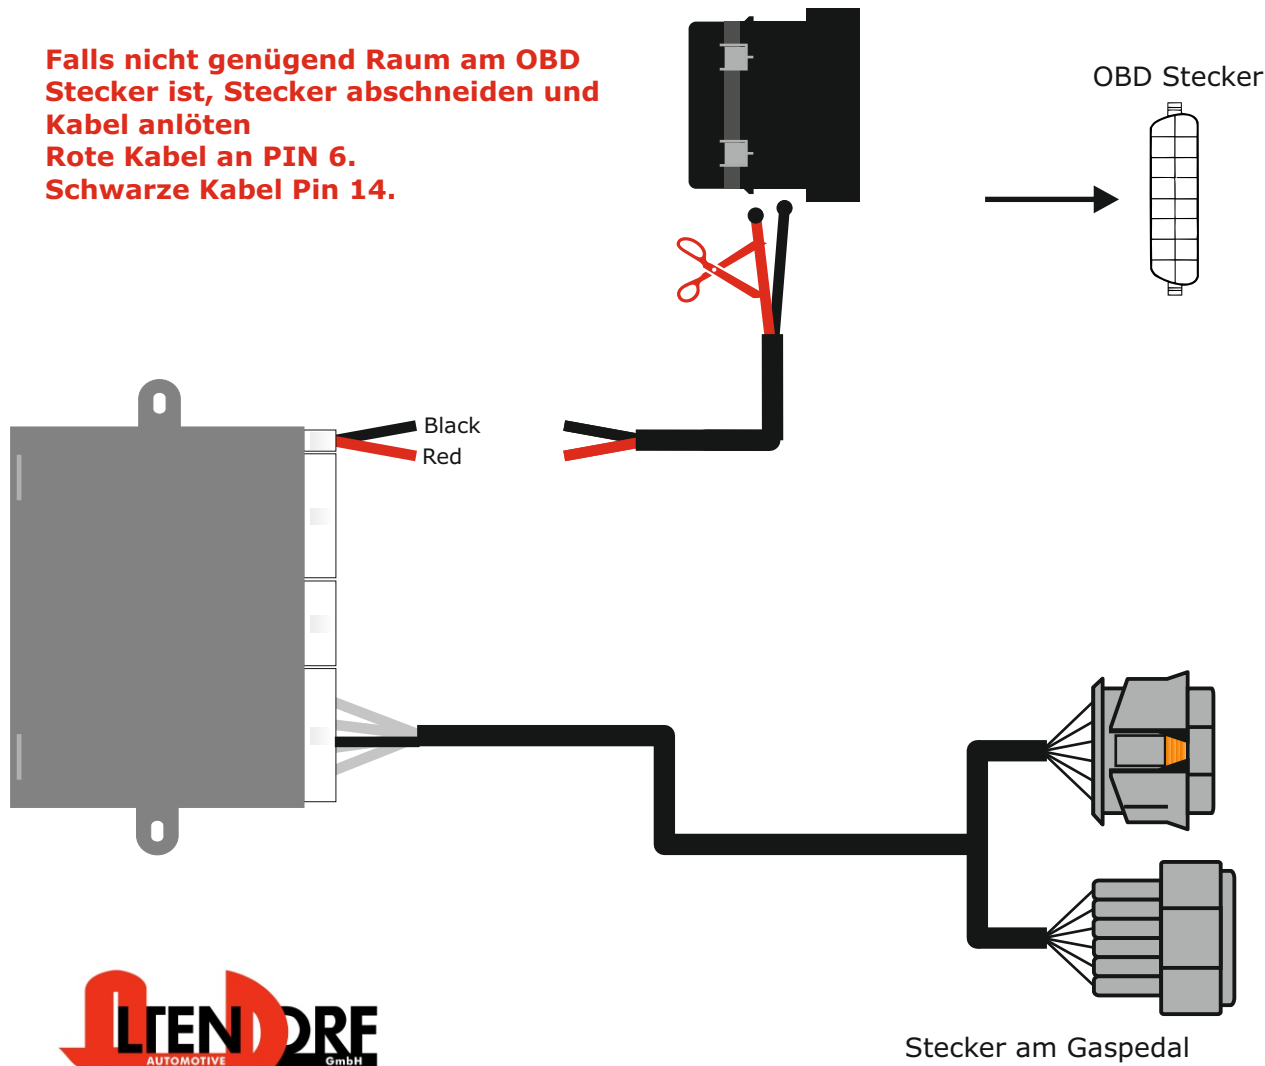 Falls nicht genügend Raum am OBD
Stecker ist, Stecker abschneiden und
Kabel anlöten
Rote Kabel an PIN 6.
Schwarze Kabel Pin 14.
OBD Stecker
Black
Red
ALTENDORF
AUTOMOTIVE GmbH
Stecker am Gaspedal